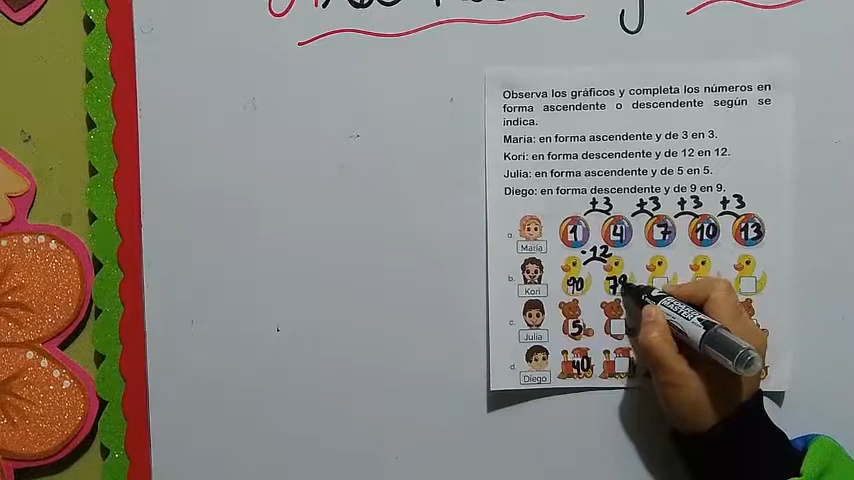 Observa los gráficos y completa los números en
forma ascendente o descendente según se
indica.
María: en forma ascendente y de 3 en 3.
Kori: en forma descendente y de 12 en 12.
Julia: en forma ascendente y de 5 en 5.
Diego: en forma descendente y de 9 en 9.
+3 +3 +3 +3
a. María 1 4 7 10 13
-12
b. Kori 90 78
c. Julia 5
d. Diego 40